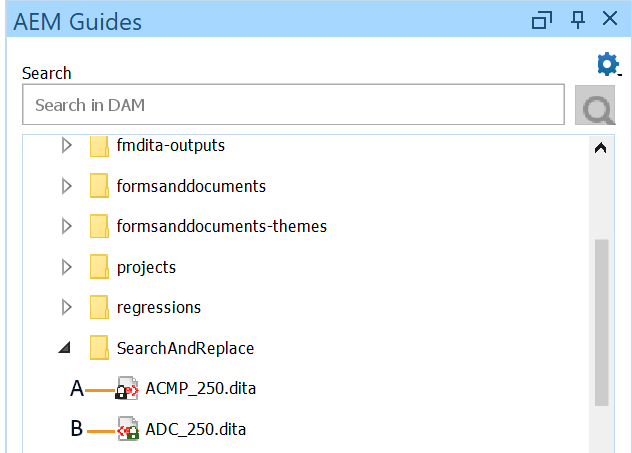 AEM Guides
Search
Search in DAM
fmdita-outputs
formsanddocuments
formsanddocuments-themes
projects
regressions
SearchAndReplace
A ACMP_250.dita
B ADC_250.dita